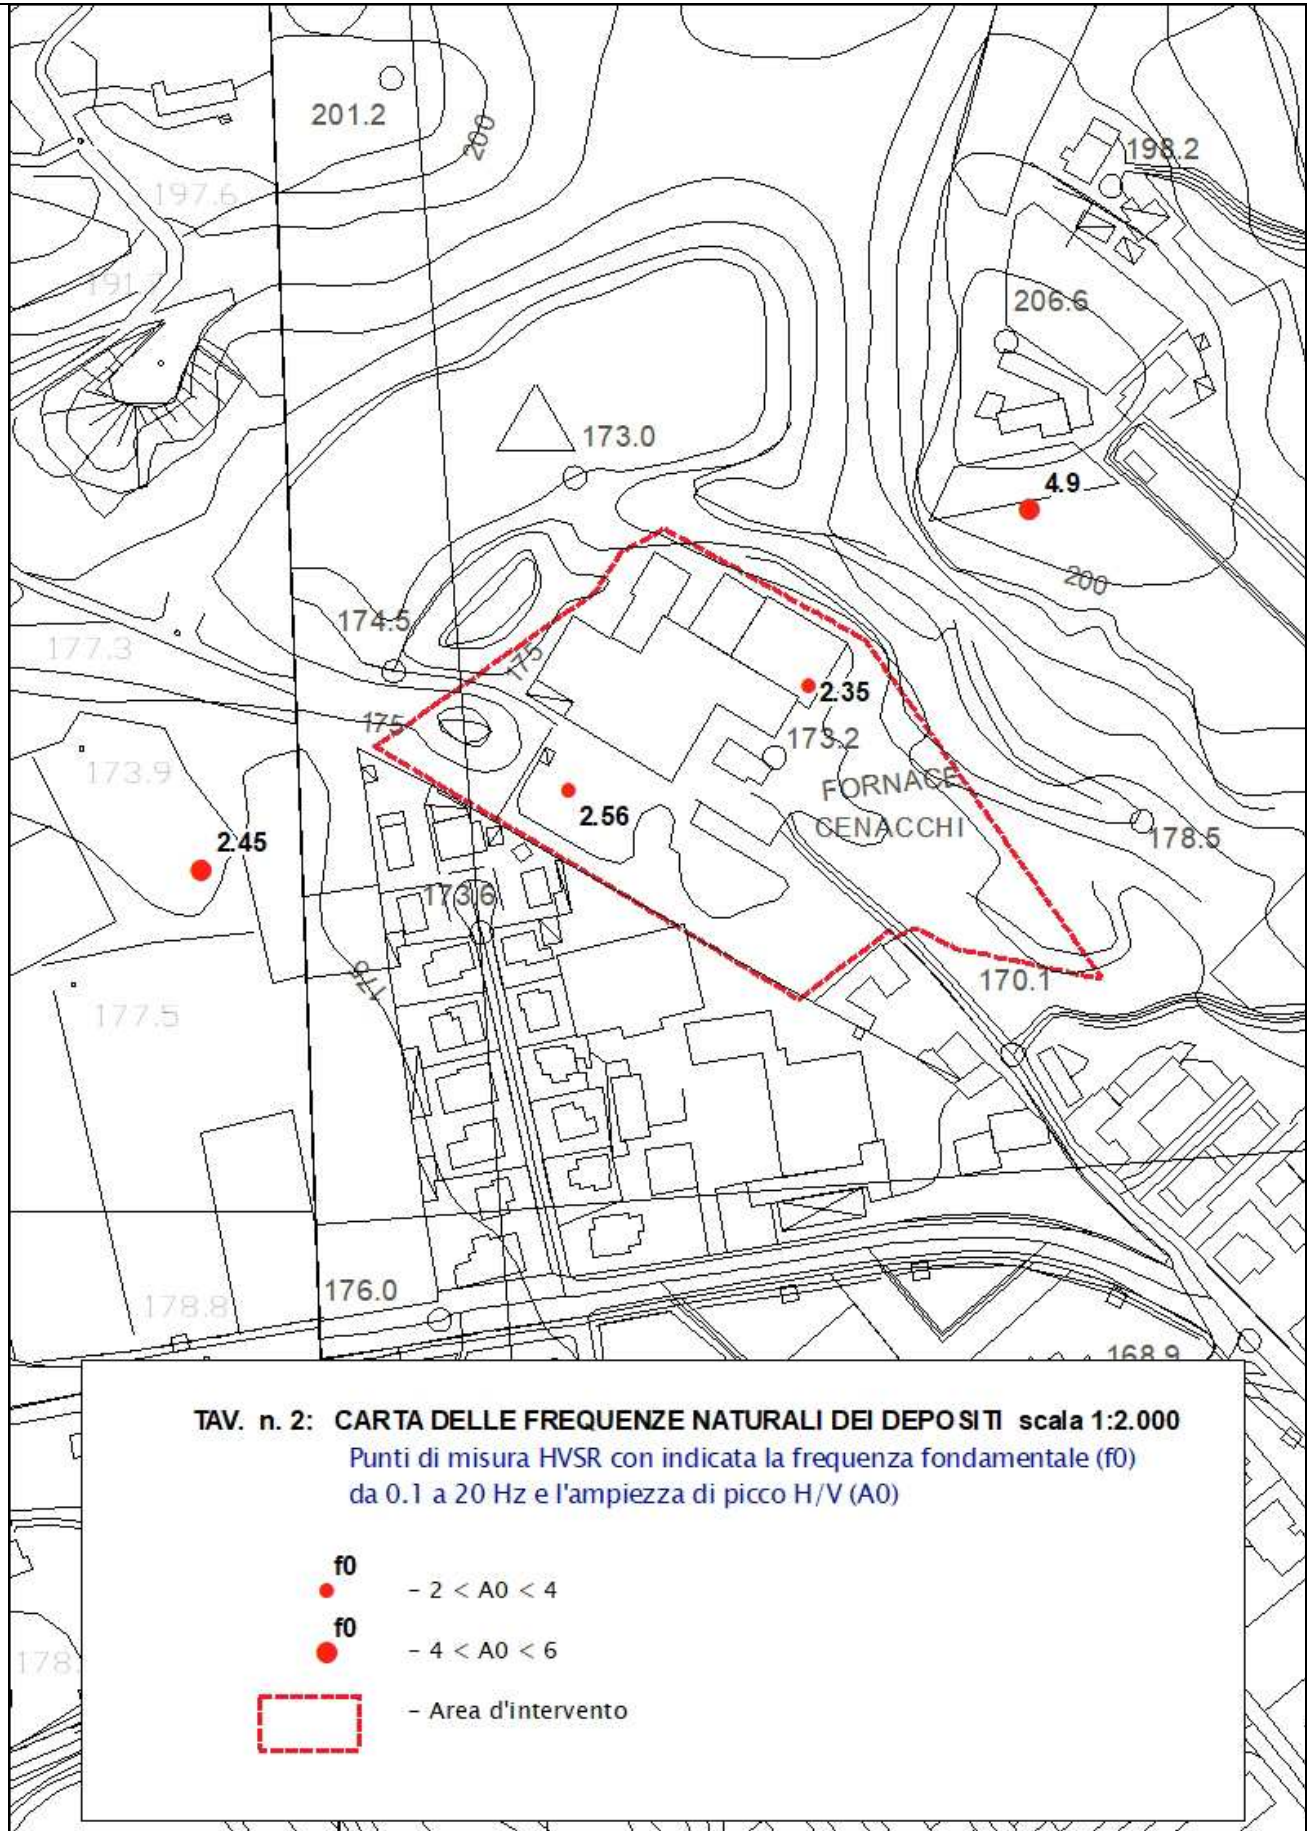 201.2
200
198.2
197.6
191.7
206.6
173.0
4.9
200
174.5
177.3
175
2.35
175
173.2
173.9
FORNACE
2.56
CENACCHI
2.45
178.5
173.6
175
170.1
177.5
176.0
178.8
168.9
TAV. n. 2: CARTA DELLE FREQUENZE NATURALI DEI DEPOSITI scala 1:2.000
Punti di misura HVSR con indicata la frequenza fondamentale (f0)
da 0.1 a 20 Hz e l'ampiezza di picco H/V (A0)
f0
- 2 < A0 < 4
f0
- 4 < A0 < 6
178.
- Area d'intervento